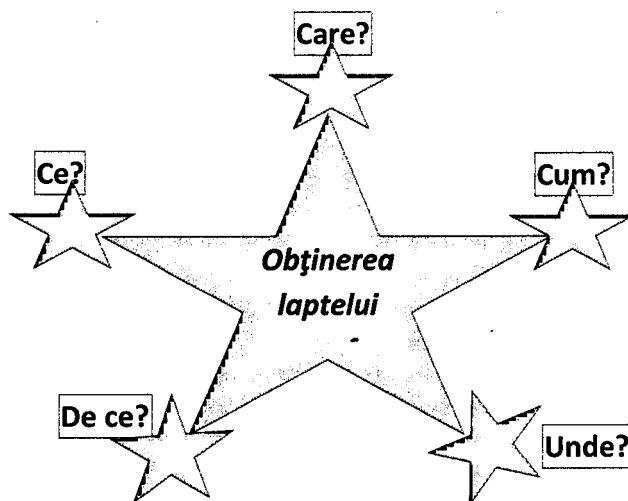 Care?
Ce?
Cum?
Obţinerea
laptelui
De ce?
Unde?